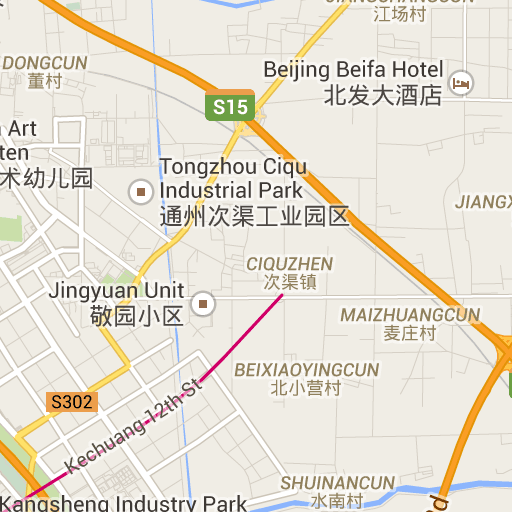 江场村
DONGCUN
董村
Beijing Beifa Hotel
北发大酒店
S15
Art
ten
术幼儿园
Tongzhou Ciqu
Industrial Park
通州次渠工业园区
JIANGX
CIQUZHEN
次渠镇
Jingyuan Unit
敬园小区
MAIZHUANGCUN
麦庄村
BEIXIAOYINGCUN
北小营村
S302
Kechuang 12th St
SHUINANCUN
水南村
Kangsheng Industry Park